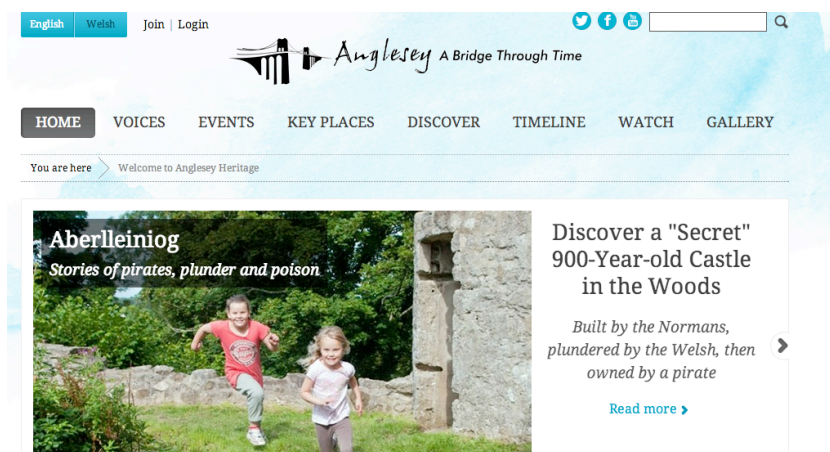 English Welsh Join | Login
Anglesey A Bridge Through Time
HOME VOICES EVENTS KEY PLACES DISCOVER TIMELINE WATCH GALLERY
You are here Welcome to Anglesey Heritage
Aberlleiniog
Stories of pirates, plunder and poison
Discover a "Secret"
900-Year-old Castle
in the Woods
Built by the Normans,
plundered by the Welsh, then
owned by a pirate
Read more